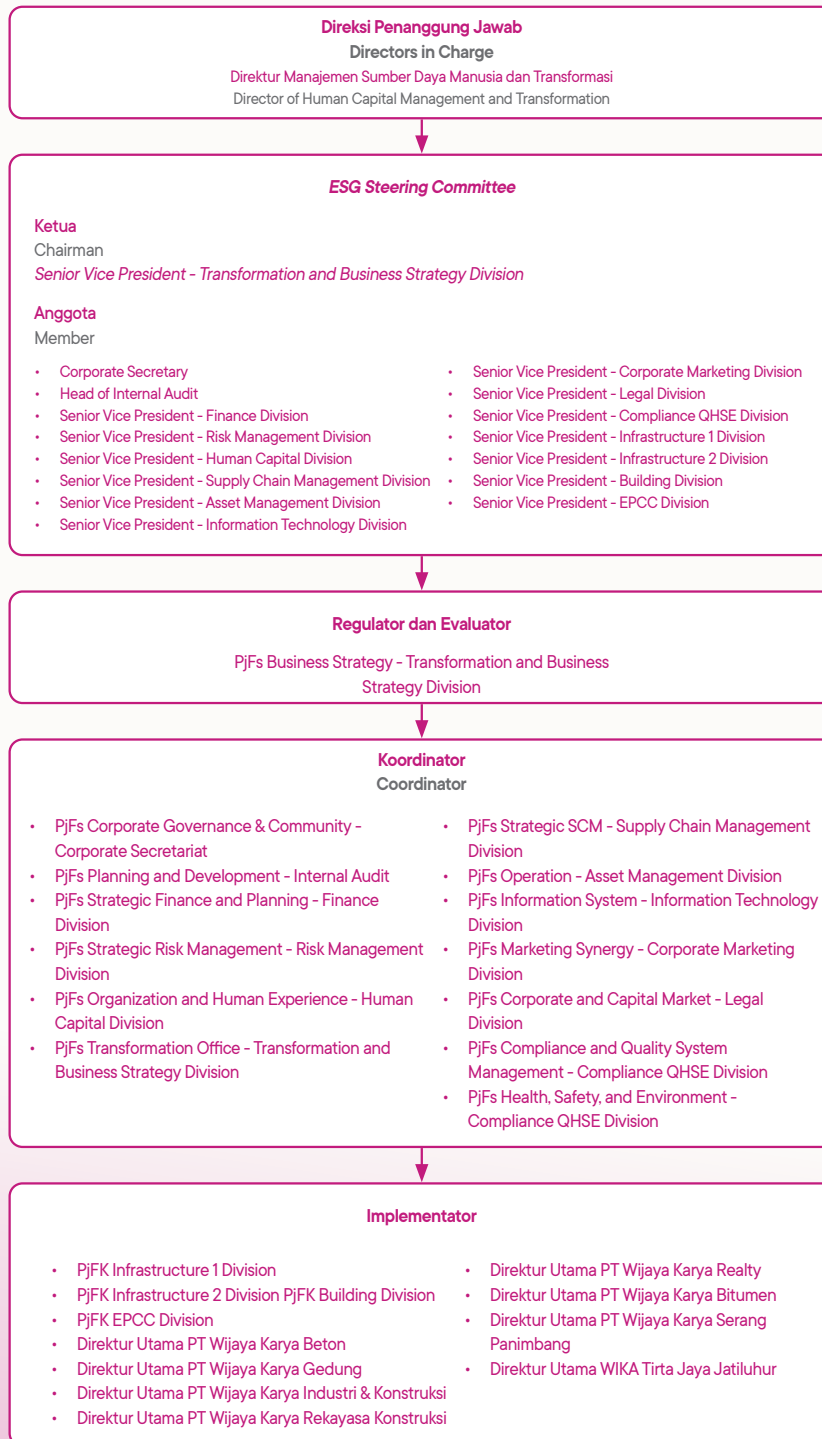 Direksi Penanggung Jawab
Directors in Charge
Direktur Manajemen Sumber Daya Manusia dan Transformasi
Director of Human Capital Management and Transformation
ESG Steering Committee
Ketua
Chairman
Senior Vice President - Transformation and Business Strategy Division
Anggota
Member
• Corporate Secretary
• Head of Internal Audit
• Senior Vice President - Finance Division
• Senior Vice President - Risk Management Division
• Senior Vice President - Human Capital Division
• Senior Vice President - Supply Chain Management Division
• Senior Vice President - Asset Management Division
• Senior Vice President - Information Technology Division
• Senior Vice President - Corporate Marketing Division
• Senior Vice President - Legal Division
• Senior Vice President - Compliance QHSE Division
• Senior Vice President - Infrastructure 1 Division
• Senior Vice President - Infrastructure 2 Division
• Senior Vice President - Building Division
• Senior Vice President - EPCC Division
Regulator dan Evaluator
PjFs Business Strategy - Transformation and Business
Strategy Division
Koordinator
Coordinator
• PjFs Corporate Governance & Community -
Corporate Secretariat
• PjFs Planning and Development - Internal Audit
• PjFs Strategic Finance and Planning - Finance
Division
• PjFs Strategic Risk Management - Risk Management
Division
• PjFs Organization and Human Experience - Human
Capital Division
• PjFs Transformation Office - Transformation and
Business Strategy Division
• PjFs Strategic SCM - Supply Chain Management
Division
• PjFs Operation - Asset Management Division
• PjFs Information System - Information Technology
Division
• PjFs Marketing Synergy - Corporate Marketing
Division
• PjFs Corporate and Capital Market - Legal
Division
• PjFs Compliance and Quality System
Management - Compliance QHSE Division
• PjFs Health, Safety, and Environment -
Compliance QHSE Division
Implementator
• PjFK Infrastructure 1 Division
• PjFK Infrastructure 2 Division PjFK Building Division
• PjFK EPCC Division
• Direktur Utama PT Wijaya Karya Beton
• Direktur Utama PT Wijaya Karya Gedung
• Direktur Utama PT Wijaya Karya Industri & Konstruksi
• Direktur Utama PT Wijaya Karya Rekayasa Konstruksi
• Direktur Utama PT Wijaya Karya Realty
• Direktur Utama PT Wijaya Karya Bitumen
• Direktur Utama PT Wijaya Karya Serang
Panimbang
• Direktur Utama WIKA Tirta Jaya Jatiluhur